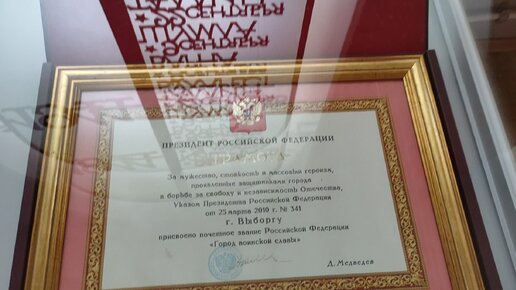 ПРЕЗИДЕНТ РОССИЙСКОЙ ФЕДЕРАЦИИ
ГРАМОТА
За мужество, стойкость и массовый героизм,
проявленные защитниками города
в борьбе за свободу и независимость Отечества,
Указом Президента Российской Федерации
от 25 марта 2010 г. № 341
г. Выборгу
присвоено почетное звание Российской Федерации
«Город воинской славы»
Д. Медведев